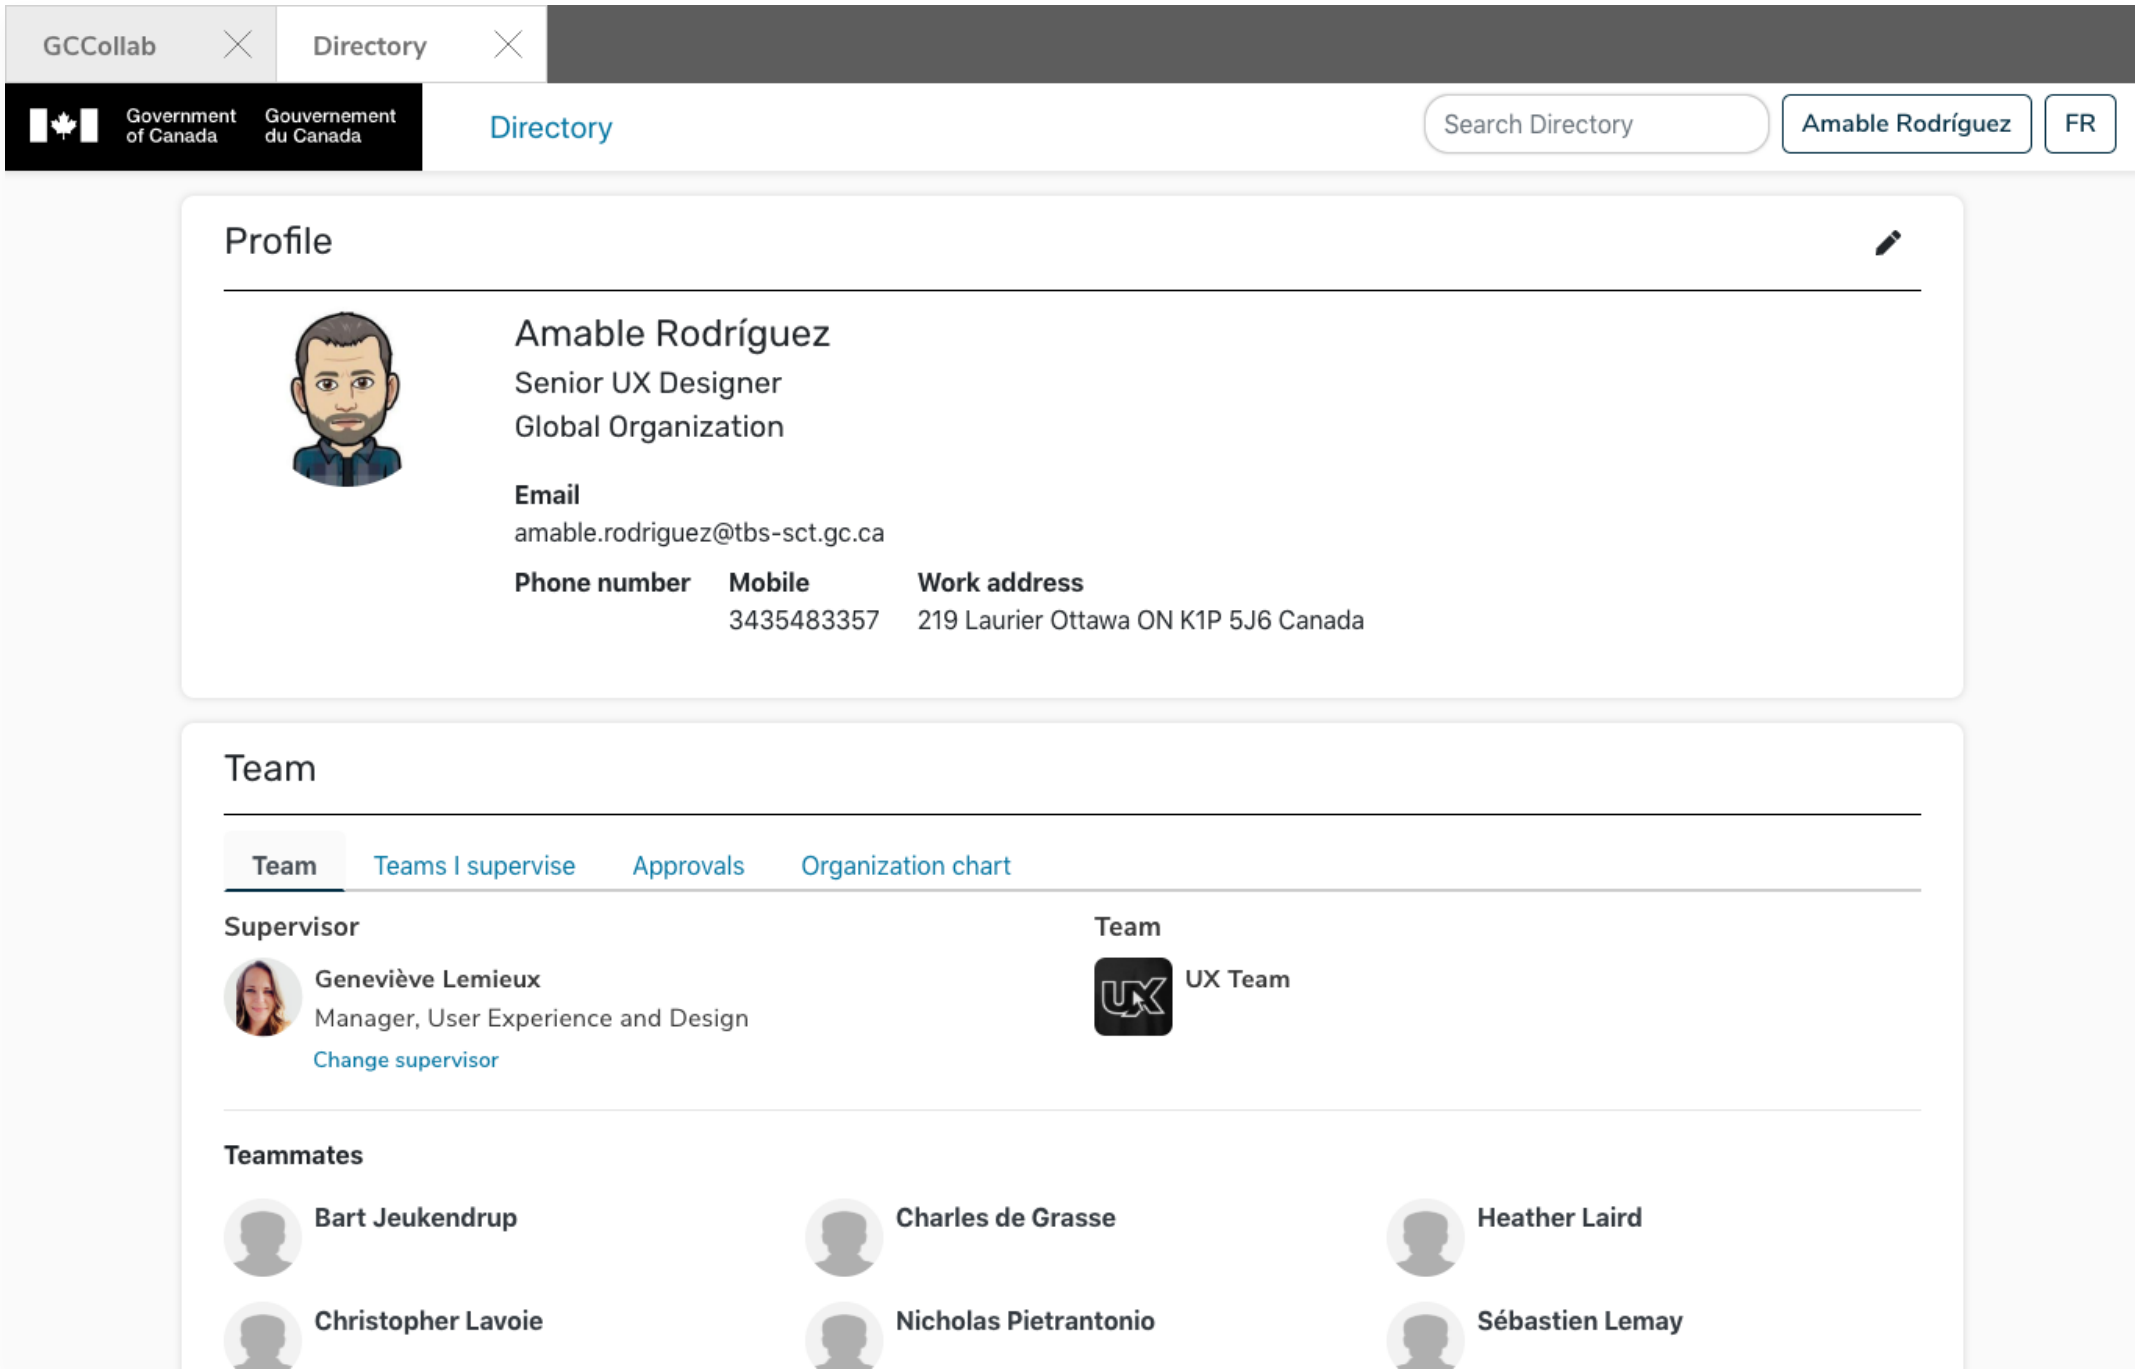 GCCollab
Directory
Government of Canada
Gouvernement du Canada
Directory
Search Directory
Amable Rodríguez
FR
Profile
Amable Rodríguez
Senior UX Designer
Global Organization
Email
amable.rodriguez@tbs-sct.gc.ca
Phone number Mobile Work address
3435483357 219 Laurier Ottawa ON K1P 5J6 Canada
Team
Team Teams I supervise Approvals Organization chart
Supervisor
Geneviève Lemieux
Manager, User Experience and Design
Change supervisor
Team
UX
UX Team
Teammates
Bart Jeukendrup
Charles de Grasse
Heather Laird
Christopher Lavoie
Nicholas Pietrantonio
Sébastien Lemay